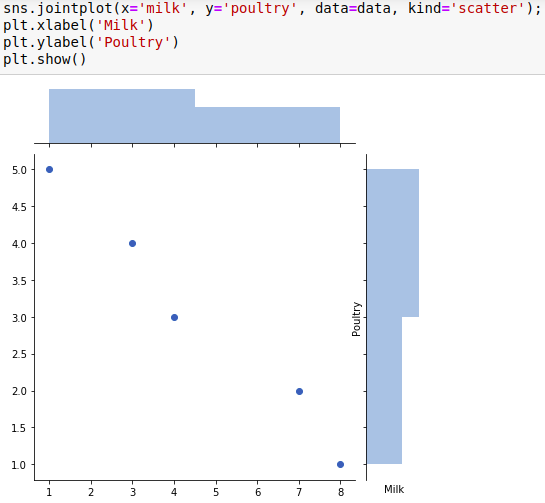 sns.jointplot(x='milk', y='poultry', data=data, kind='scatter');
plt.xlabel('Milk')
plt.ylabel('Poultry')
plt.show()
5.0
4.5
4.0
3.5
3.0
2.5
2.0
1.5
1.0
1 2 3 4 5 6 7 8
Poultry
Milk